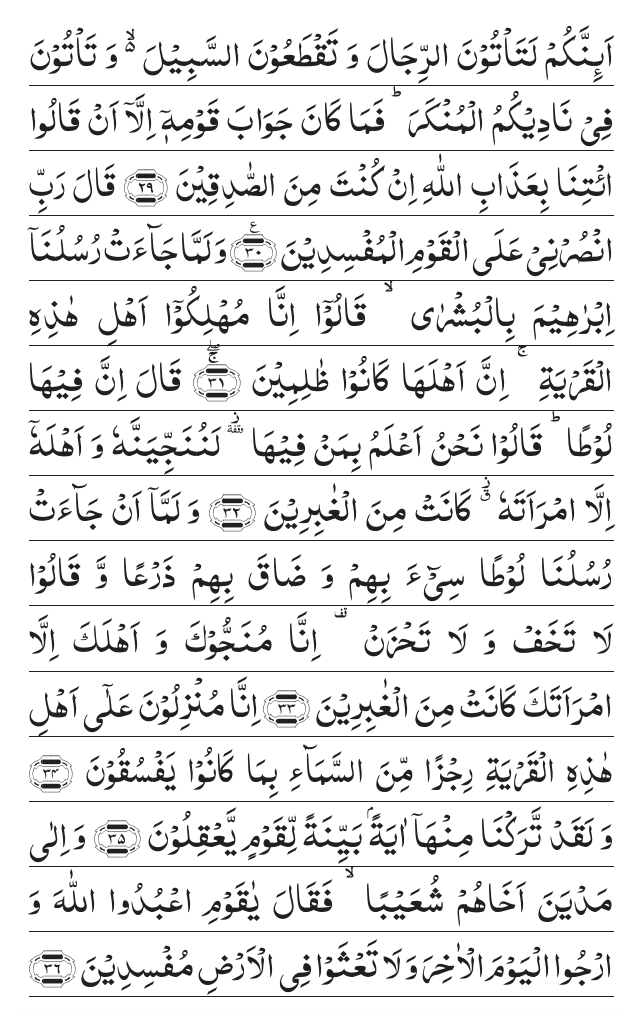 اَىِٕنَّكُمْ لَتَاْتُوْنَ الرِّجَالَ وَ تَقْطَعُوْنَ السَّبِیْلَ ۙ۬ وَ تَاْتُوْنَ
فِیْ نَادِیْكُمُ الْمُنْكَرَ ؕ فَمَا كَانَ جَوَابَ قَوْمِهٖۤ اِلَّاۤ اَنْ قَالُوا
ائْتِنَا بِعَذَابِ اللّٰهِ اِنْ كُنْتَ مِنَ الصّٰدِقِیْنَ ﴿۲۹﴾ قَالَ رَبِّ
انْصُرْنِیْ عَلَی الْقَوْمِ الْمُفْسِدِیْنَ ﴿۳۰﴾ وَ لَمَّا جَآءَتْ رُسُلُنَاۤ
اِبْرٰهِیْمَ بِالْبُشْرٰی ۙ قَالُوْۤا اِنَّا مُهْلِكُوْۤا اَهْلِ هٰذِهِ
الْقَرْیَةِ ۚ اِنَّ اَهْلَهَا كَانُوْا ظٰلِمِیْنَ ﴿۳۱﴾ قَالَ اِنَّ فِیْهَا
لُوْطًا ؕ قَالُوْا نَحْنُ اَعْلَمُ بِمَنْ فِیْهَا ٝ۫ لَنُنَجِّیَنَّهٗ وَ اَهْلَهٗۤ
اِلَّا امْرَاَتَهٗ ٗ۫ كَانَتْ مِنَ الْغٰبِرِیْنَ ﴿۳۲﴾ وَ لَمَّاۤ اَنْ جَآءَتْ
رُسُلُنَا لُوْطًا سِیْٓءَ بِهِمْ وَ ضَاقَ بِهِمْ ذَرْعًا وَّ قَالُوْا
لَا تَخَفْ وَ لَا تَحْزَنْ ۫ اِنَّا مُنَجُّوْكَ وَ اَهْلَكَ اِلَّا
امْرَاَتَكَ كَانَتْ مِنَ الْغٰبِرِیْنَ ﴿۳۳﴾ اِنَّا مُنْزِلُوْنَ عَلٰۤی اَهْلِ
هٰذِهِ الْقَرْیَةِ رِجْزًا مِّنَ السَّمَآءِ بِمَا كَانُوْا یَفْسُقُوْنَ ﴿۳۴﴾
وَ لَقَدْ تَّرَكْنَا مِنْهَاۤ اٰیَةًۢ بَیِّنَةً لِّقَوْمٍ یَّعْقِلُوْنَ ﴿۳۵﴾ وَ اِلٰی
مَدْیَنَ اَخَاهُمْ شُعَیْبًا ۙ فَقَالَ یٰقَوْمِ اعْبُدُوا اللّٰهَ وَ
ارْجُوا الْیَوْمَ الْاٰخِرَ وَ لَا تَعْثَوْا فِی الْاَرْضِ مُفْسِدِیْنَ ﴿۳۶﴾